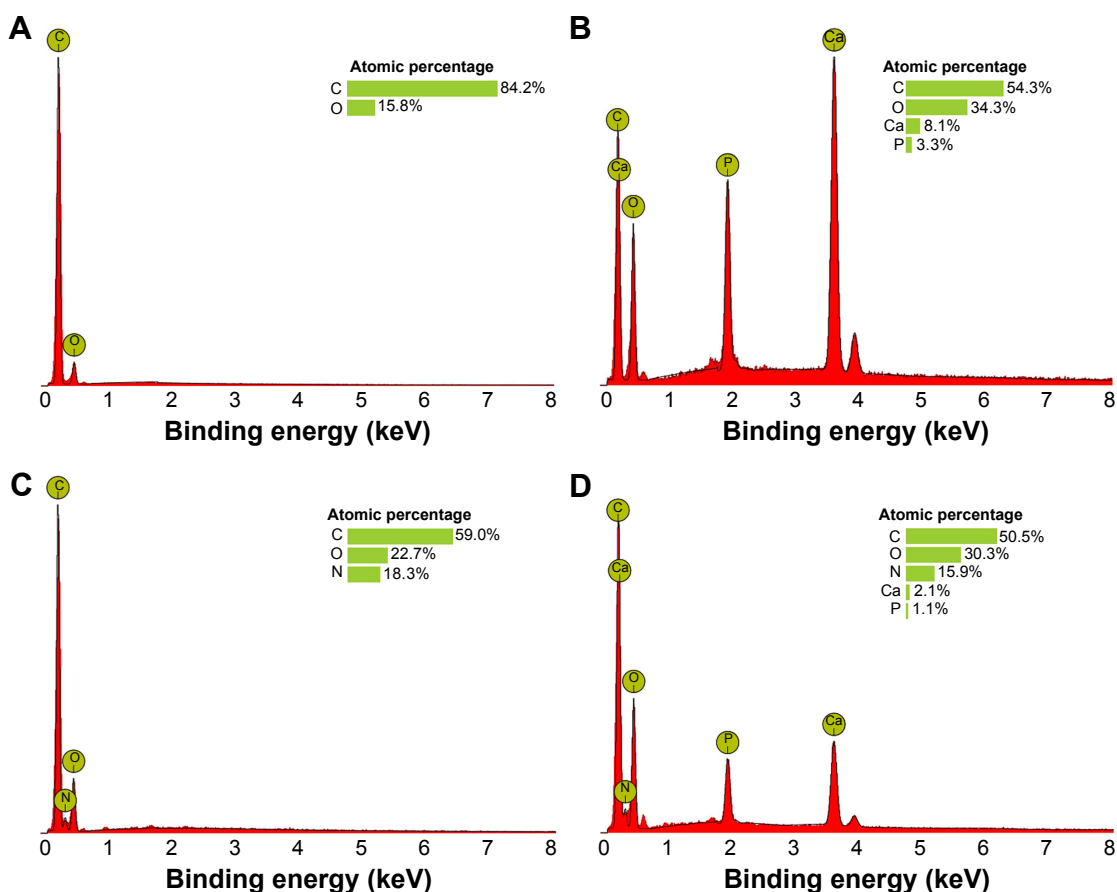 A
C
O
Atomic percentage
C 84.2%
O 15.8%
0 1 2 3 4 5 6 7 8
Binding energy (keV)
B
C
Ca
O
P
Ca
Atomic percentage
C 54.3%
O 34.3%
Ca 8.1%
P 3.3%
0 1 2 3 4 5 6 7 8
Binding energy (keV)
C
C
N
O
Atomic percentage
C 59.0%
O 22.7%
N 18.3%
0 1 2 3 4 5 6 7 8
Binding energy (keV)
D
C
Ca
N
O
P
Ca
Atomic percentage
C 50.5%
O 30.3%
N 15.9%
Ca 2.1%
P 1.1%
0 1 2 3 4 5 6 7 8
Binding energy (keV)